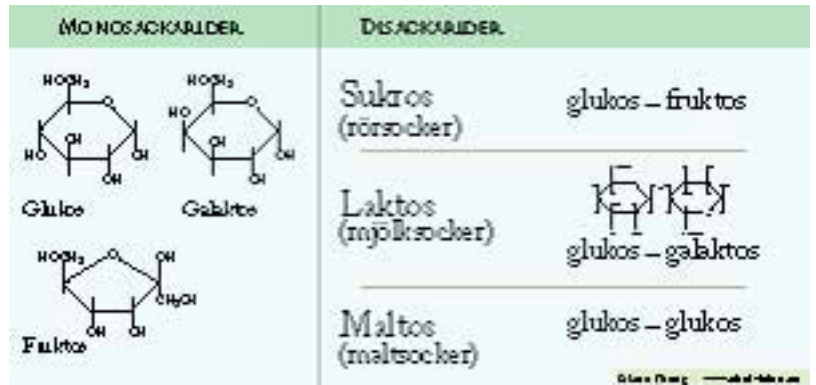 MONOSACKARIDER
HOCH₂
OH
HO
OH
OH
Glukos
HOCH₂
HO
OH
OH
OH
Galaktos
HOCH₂
OH
CH₂OH
OH
OH
Fruktos
DISACKARIDER
Sukros
(rörsocker)
glukos – fruktos
Laktos
(mjölksocker)
glukos – galaktos
Maltos
(maltsocker)
glukos – glukos